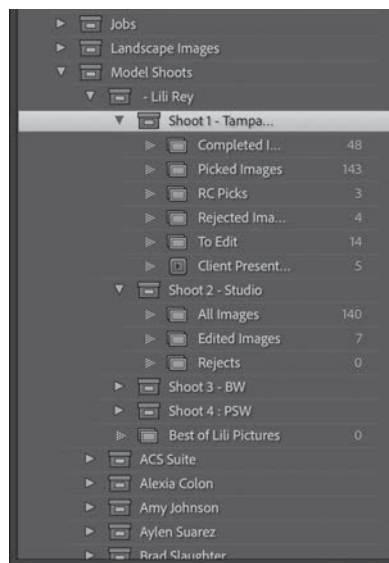 Jobs
Landscape Images
Model Shoots
- Lili Rey
Shoot 1 - Tampa...
Completed I... 48
Picked Images 143
RC Picks 3
Rejected Ima... 4
To Edit 14
Client Present... 5
Shoot 2 - Studio
All Images 140
Edited Images 7
Rejects 0
Shoot 3 - BW
Shoot 4 : PSW
Best of Lili Pictures 0
ACS Suite
Alexia Colon
Amy Johnson
Aylen Suarez
Brad Slaughter